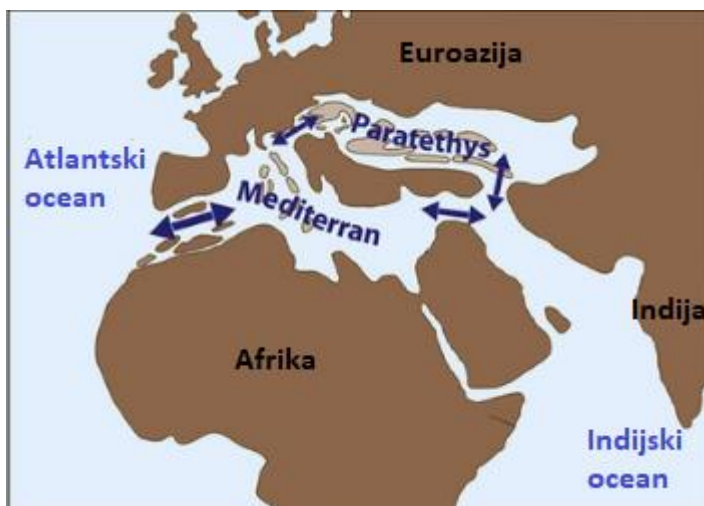 Euroazija
Paratethys
Atlantski
ocean
Mediterran
Indija
Afrika
Indijski
ocean